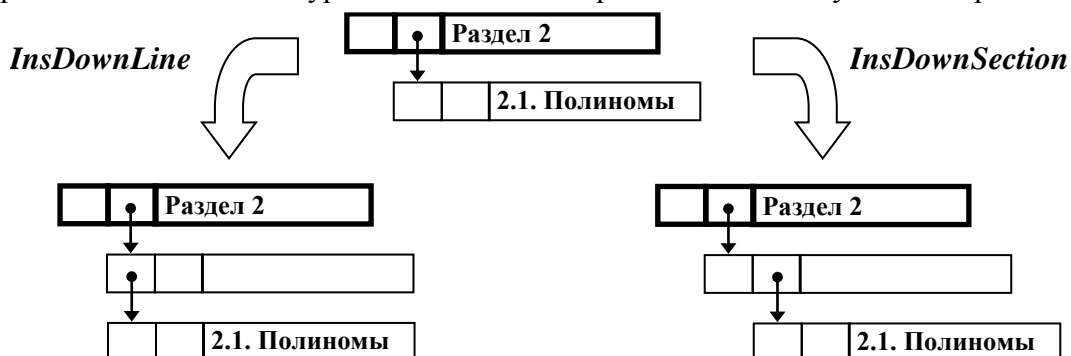 Раздел 2
InsDownLine
InsDownSection
2.1. Полиномы
Раздел 2
Раздел 2
2.1. Полиномы
2.1. Полиномы